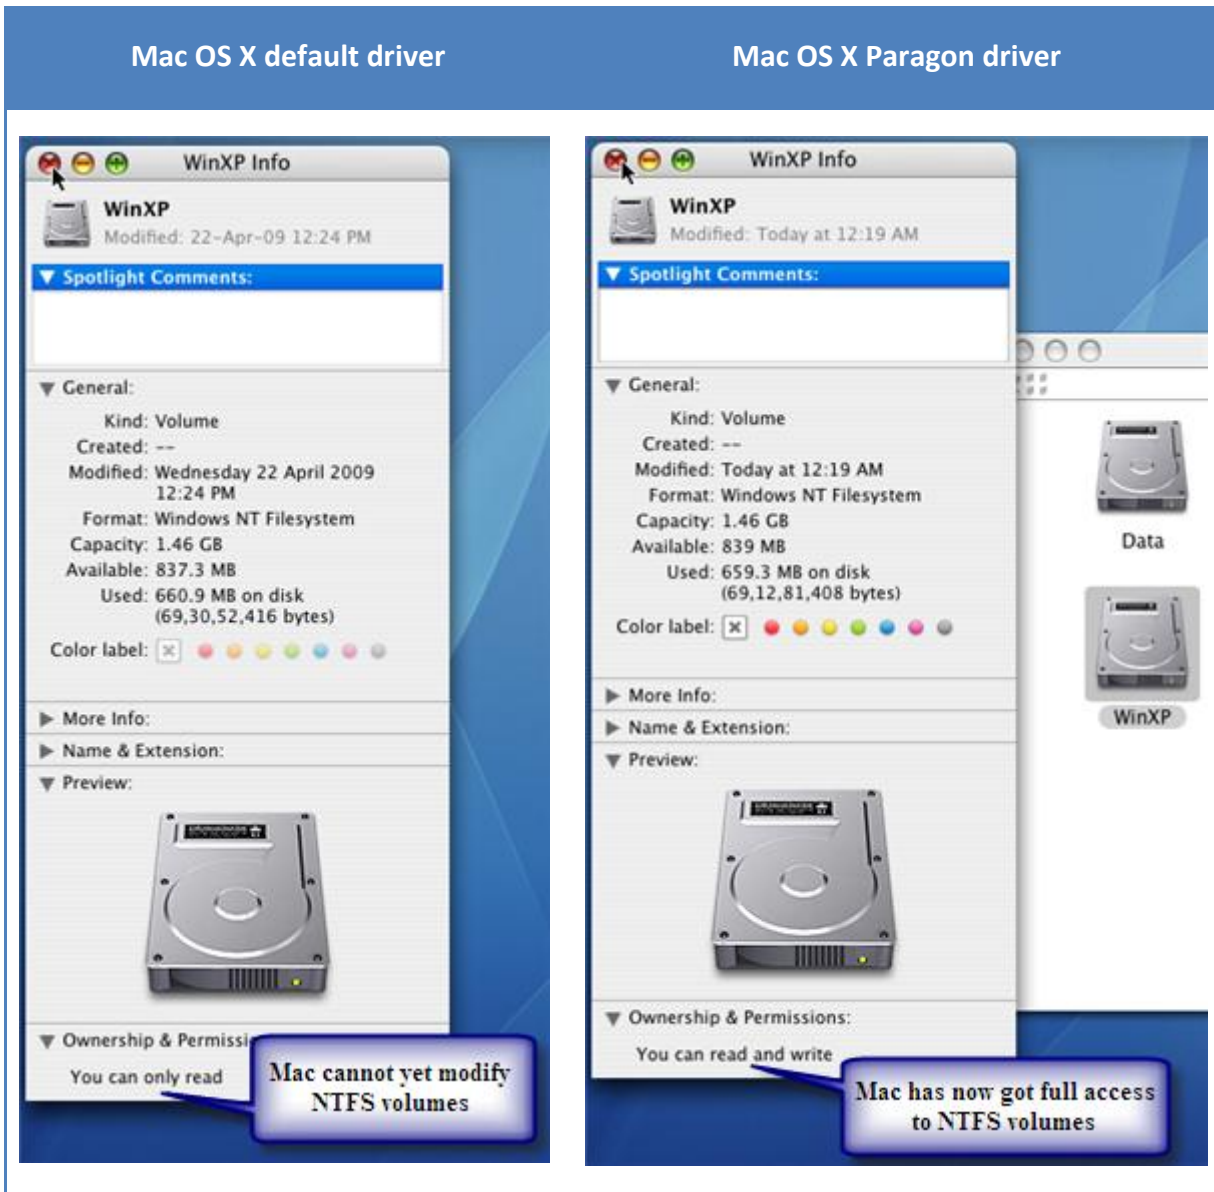 Mac OS X default driver
Mac OS X Paragon driver
WinXP Info
WinXP
Modified: 22-Apr-09 12:24 PM
Spotlight Comments:
General:
Kind: Volume
Created: --
Modified: Wednesday 22 April 2009
12:24 PM
Format: Windows NT Filesystem
Capacity: 1.46 GB
Available: 837.3 MB
Used: 660.9 MB on disk
(69,30,52,416 bytes)
Color label:
More Info:
Name & Extension:
Preview:
Ownership & Permissi
You can only read
Mac cannot yet modify
NTFS volumes
WinXP Info
WinXP
Modified: Today at 12:19 AM
Spotlight Comments:
General:
Kind: Volume
Created: --
Modified: Today at 12:19 AM
Format: Windows NT Filesystem
Capacity: 1.46 GB
Available: 839 MB
Used: 659.3 MB on disk
(69,12,81,408 bytes)
Color label:
More Info:
Name & Extension:
Preview:
Ownership & Permissions:
You can read and write
Mac has now got full access
to NTFS volumes
Data
WinXP